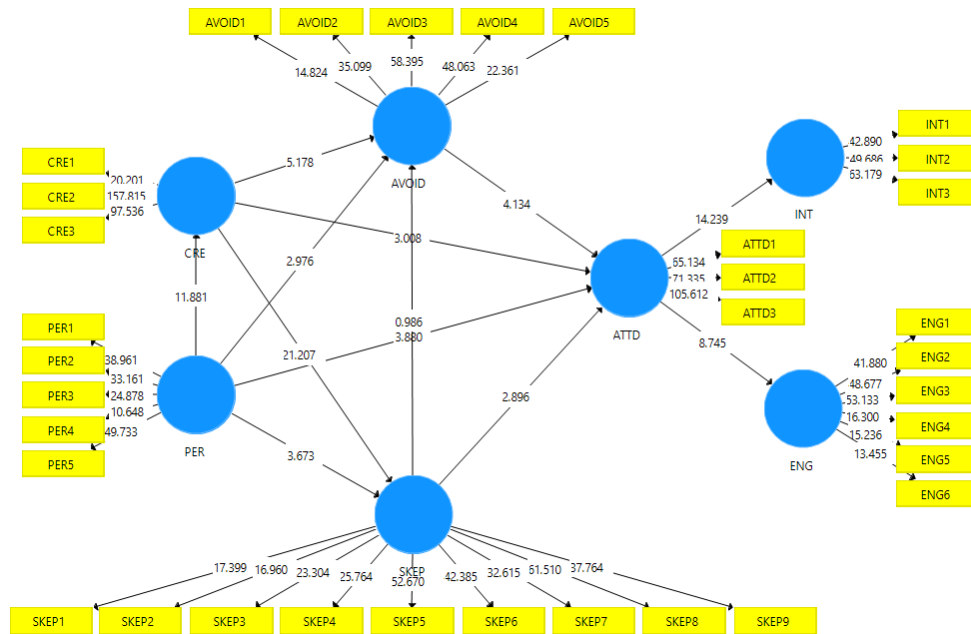 AVOID1
AVOID2
AVOID3
AVOID4
AVOID5
14.824
35.099
58.395
48.063
22.361
AVOID
CRE1
CRE2
CRE3
20.201
157.815
97.536
CRE
5.178
4.134
3.008
2.976
11.881
0.986
3.880
21.207
2.896
3.673
14.239
8.745
INT
42.890
49.686
63.179
INT1
INT2
INT3
ATTD
65.134
71.335
105.612
ATTD1
ATTD2
ATTD3
PER1
PER2
PER3
PER4
PER5
38.961
33.161
24.878
10.648
49.733
PER
ENG
41.880
48.677
53.133
16.300
15.236
13.455
ENG1
ENG2
ENG3
ENG4
ENG5
ENG6
SKEP
17.399
16.960
23.304
25.764
52.670
42.385
32.615
61.510
37.764
SKEP1
SKEP2
SKEP3
SKEP4
SKEP5
SKEP6
SKEP7
SKEP8
SKEP9